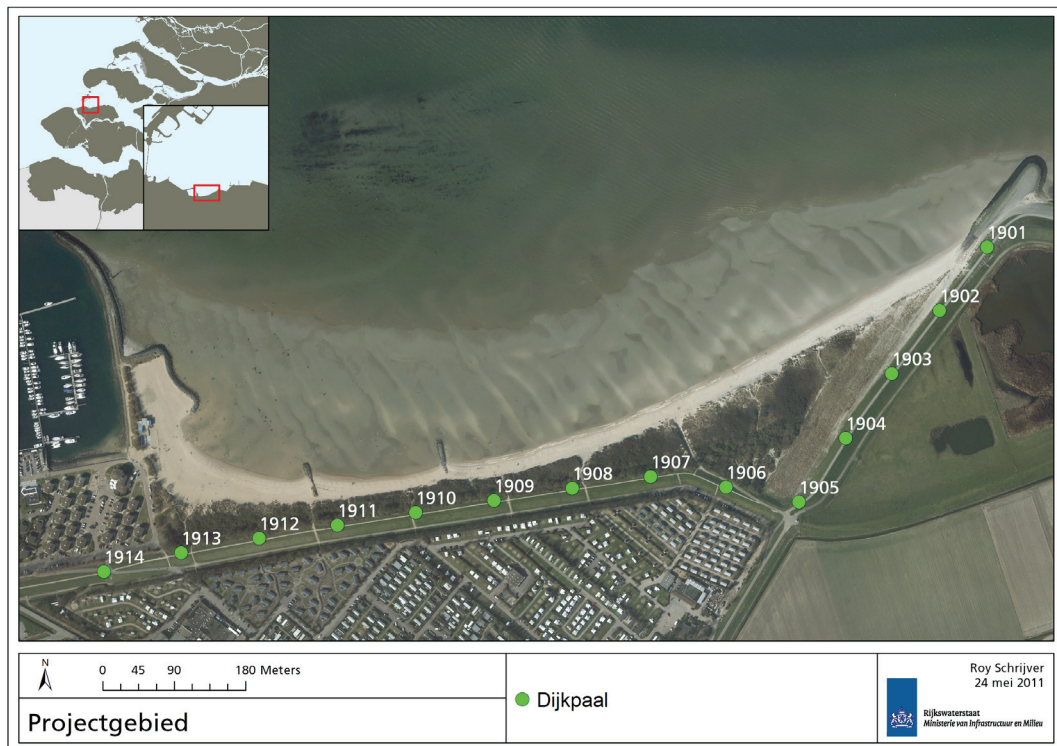 1901
1902
1903
1904
1905
1906
1907
1908
1909
1910
1911
1912
1913
1914
N
0 45 90 180 Meters
Projectgebied
Dijkpaal
Roy Schrijver
24 mei 2011
Rijkswaterstaat
Ministerie van Infrastructuur en Milieu